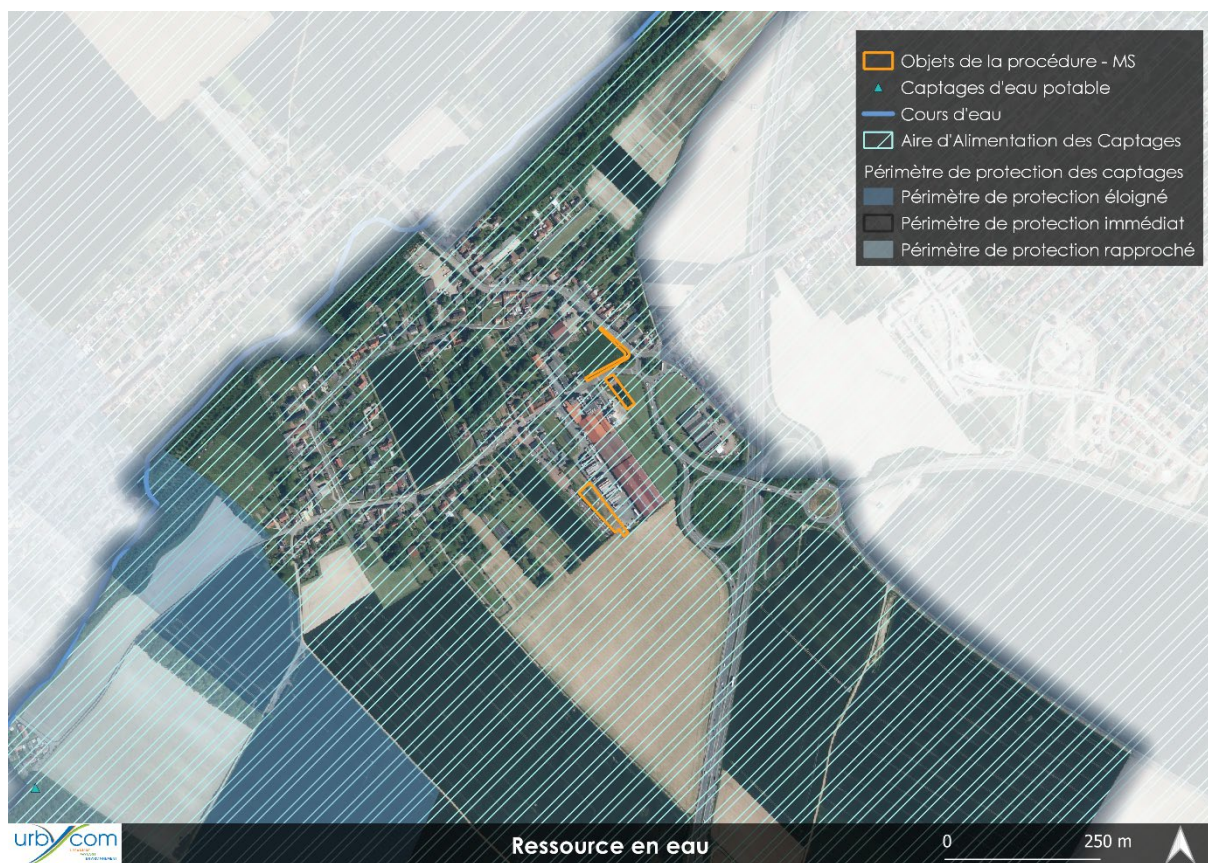 Objets de la procédure - MS
Captages d'eau potable
Cours d'eau
Aire d'Alimentation des Captages
Périmètre de protection des captages
Périmètre de protection éloigné
Périmètre de protection immédiat
Périmètre de protection rapproché
urbycom
Ressource en eau
0 250 m